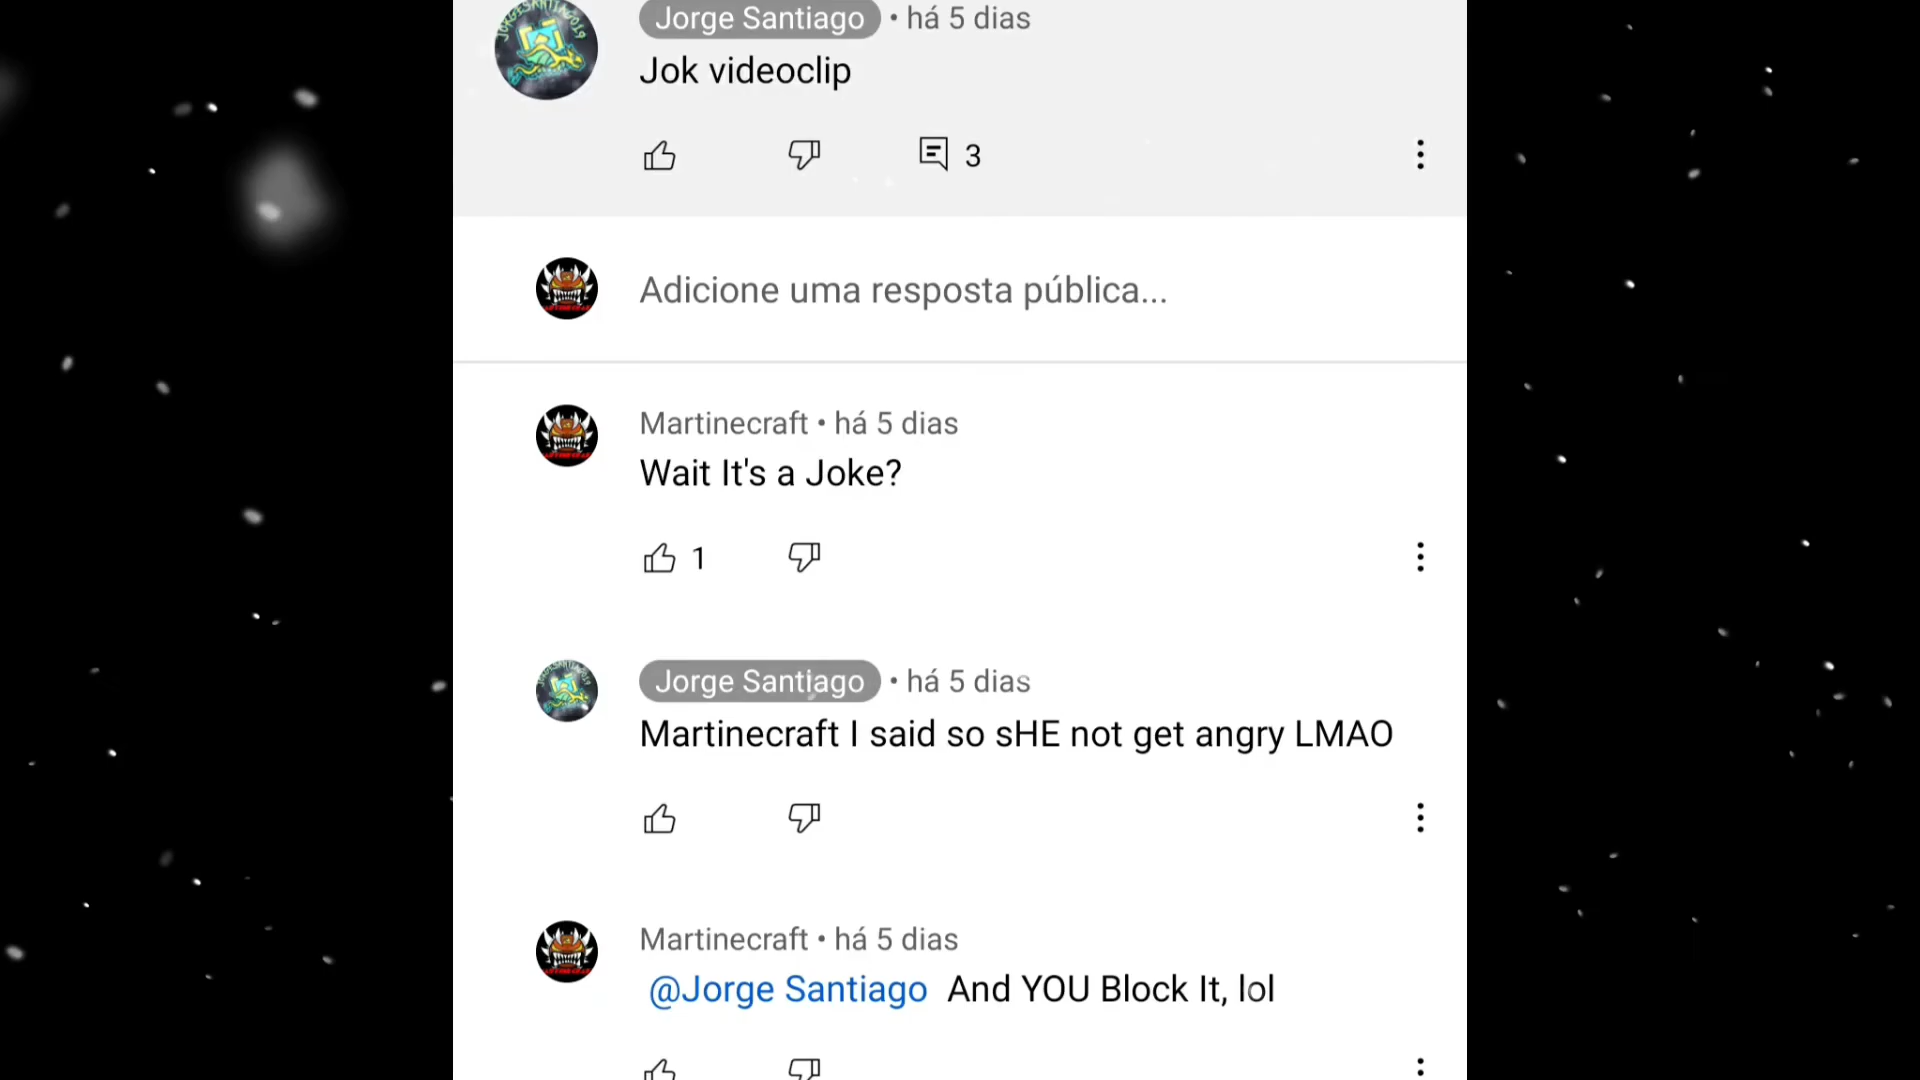 Jorge Santiago • há 5 dias
Jok videoclip
3
Adicione uma resposta pública...
Martinecraft • há 5 dias
Wait It's a Joke?
1
Jorge Santiago • há 5 dias
Martinecraft I said so sHE not get angry LMAO
Martinecraft • há 5 dias
@Jorge Santiago And YOU Block It, lol